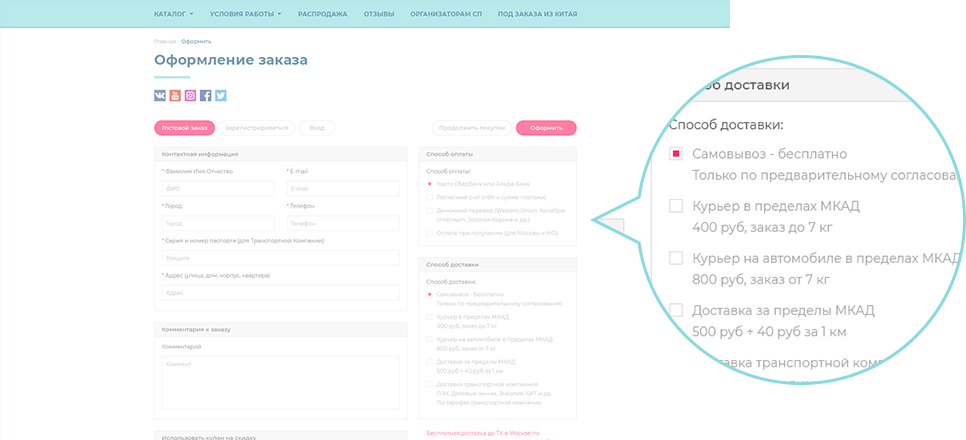 КАТАЛОГ
УСЛОВИЯ РАБОТЫ
РАСПРОДАЖА
ОТЗЫВЫ
ОРГАНИЗАТОРАМ СП
ПОД ЗАКАЗ ИЗ КИТАЯ
Главная - Оформить
Оформление заказа
Гостевой заказ
Зарегистрироваться
Вход
Продолжить покупки
Оформить
Контактная информация
* Фамилия Имя Отчество
* E-mail
ФИО
E-mail
* Город
* Телефон
Город
Телефон
* Серия и номер паспорта (для Транспортной Компании)
Введите
* Адрес (улица, дом, корпус, квартира)
Адрес
Комментария к заказу
Комментарий
Коммент
Использовать купон на скидку
Способ оплаты
Способ оплаты:
Карта Сбербанк или Альфа-Банк
Расчетный счет (+8% к сумме платежа)
Денежный перевод (Western Union, Колибри
Unistream, Золотая Корона и др.)
Оплата при получении (для Москвы и МО)
Способ доставки
Способ доставки:
Самовывоз - бесплатно
Только по предварительному согласованию
Курьер в пределах МКАД
400 руб, заказ до 7 кг
Курьер на автомобиле в пределах МКАД
800 руб, заказ от 7 кг
Доставка за пределы МКАД
500 руб + 40 руб за 1 км
Доставка транспортной компанией
ПЭК, Деловые линии, Энергия, КИТ и др.
По тарифам транспортной компании
Бесплатная доставка до ТК в Москве по
об доставки
Способ доставки:
Самовывоз - бесплатно
Только по предварительному согласова
Курьер в пределах МКАД
400 руб, заказ до 7 кг
Курьер на автомобиле в пределах МКАД
800 руб, заказ от 7 кг
Доставка за пределы МКАД
500 руб + 40 руб за 1 км
тавка транспортной комп